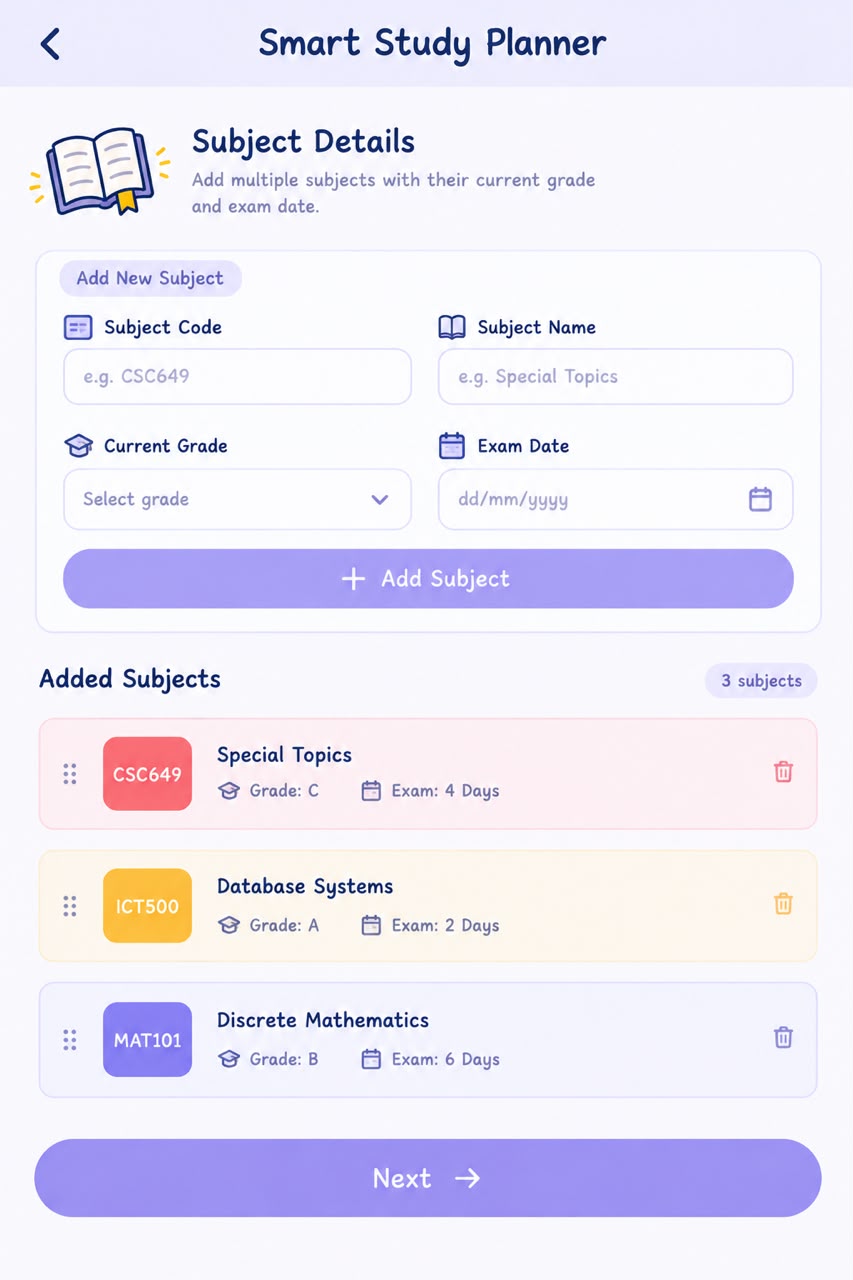 Smart Study Planner
Subject Details
Add multiple subjects with their current grade
and exam date.
Add New Subject
Subject Code
Subject Name
e.g. CSC649
e.g. Special Topics
Current Grade
Exam Date
Select grade
dd/mm/yyyy
+ Add Subject
Added Subjects
3 subjects
CSC649
Special Topics
Grade: C
Exam: 4 Days
ICT500
Database Systems
Grade: A
Exam: 2 Days
MAT101
Discrete Mathematics
Grade: B
Exam: 6 Days
Next →